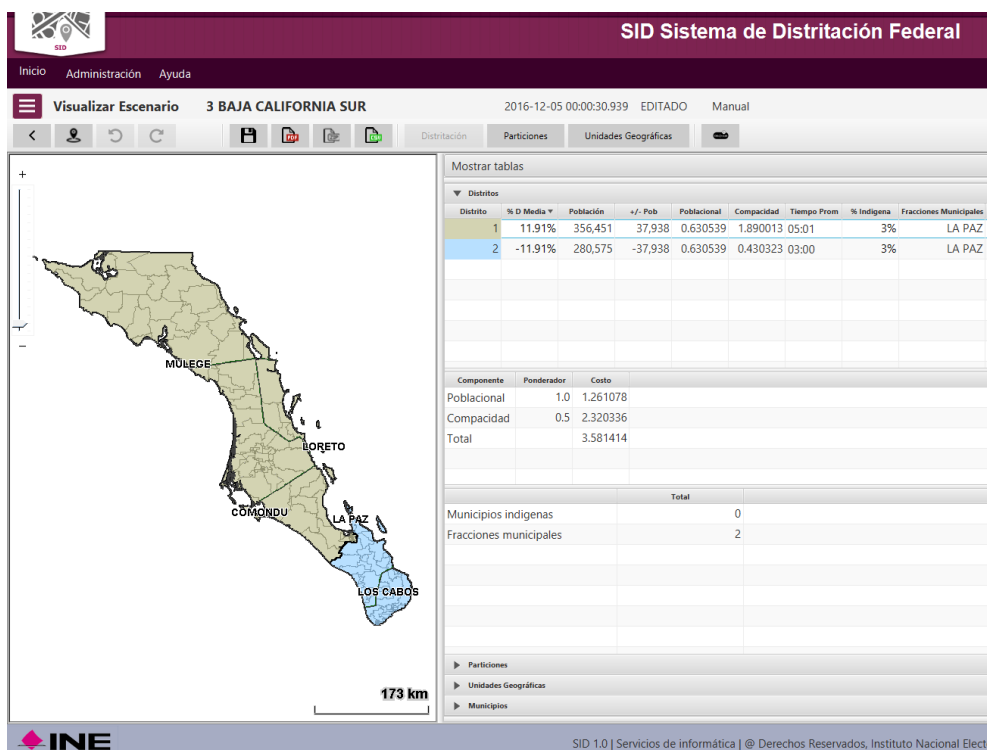 SID
SID Sistema de Distritación Federal
Inicio Administración Ayuda
Visualizar Escenario 3 BAJA CALIFORNIA SUR 2016-12-05 00:00:30.939 EDITADO Manual
Distritación Particiones Unidades Geográficas
Mostrar tablas
Distritos
Distrito % D Media Población +/- Pob Poblacional Compacidad Tiempo Prom % Indigena Fracciones Municipales
1 11.91% 356,451 37,938 0.630539 1.890013 05:01 3% LA PAZ
2 -11.91% 280,575 -37,938 0.630539 0.430323 03:00 3% LA PAZ
Componente Ponderador Costo
Poblacional 1.0 1.261078
Compacidad 0.5 2.320336
Total 3.581414
Total
Municipios indigenas 0
Fracciones municipales 2
Particiones
Unidades Geográficas
Municipios
+
−
MULEGE
LORETO
COMONDU
LA PAZ
LOS CABOS
173 km
INE
SID 1.0 | Servicios de informática | @ Derechos Reservados, Instituto Nacional Elect